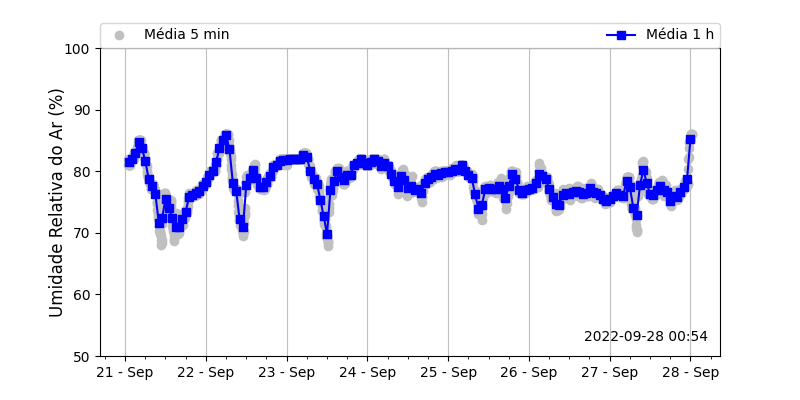 Média 5 min
Média 1 h
Umidade Relativa do Ar (%)
100
90
80
70
60
50
2022-09-28 00:54
21 - Sep
22 - Sep
23 - Sep
24 - Sep
25 - Sep
26 - Sep
27 - Sep
28 - Sep